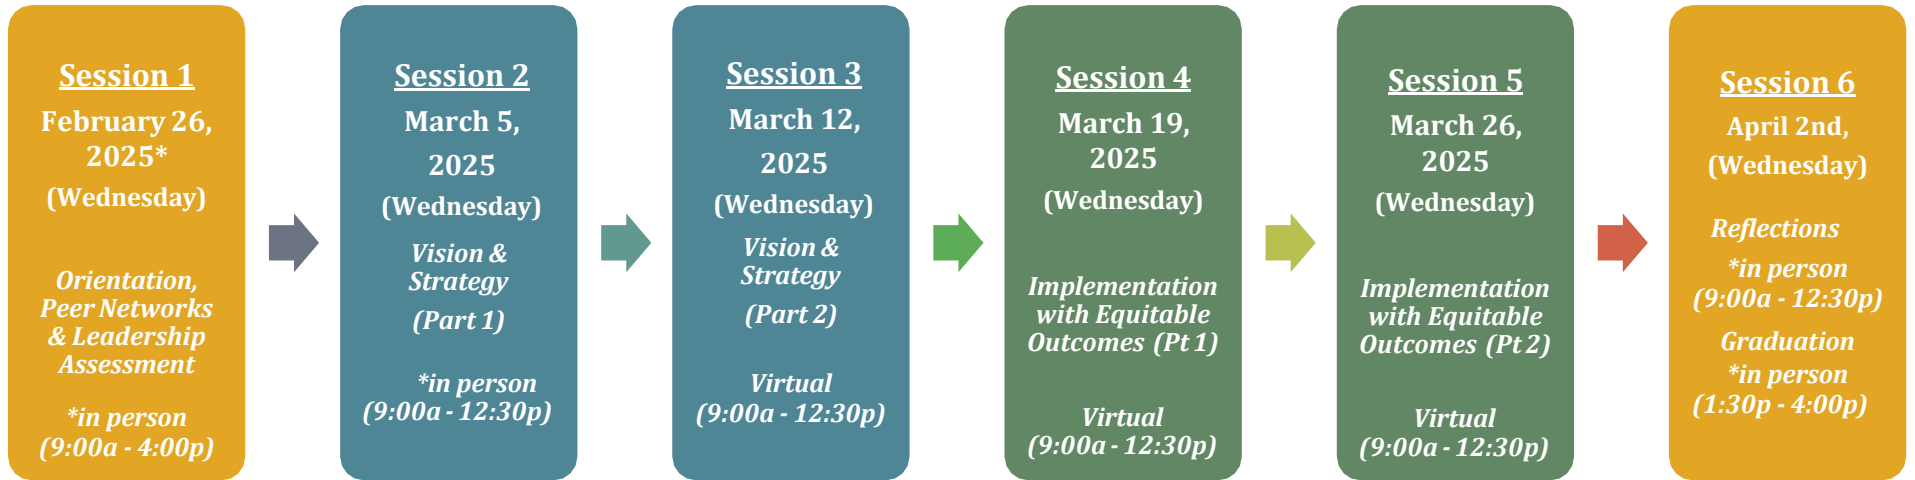 Session 1
February 26,
2025*
(Wednesday)
Orientation,
Peer Networks
& Leadership
Assessment
*in person
(9:00a - 4:00p)
Session 2
March 5,
2025
(Wednesday)
Vision &
Strategy
(Part 1)
*in person
(9:00a - 12:30p)
Session 3
March 12,
2025
(Wednesday)
Vision &
Strategy
(Part 2)
Virtual
(9:00a - 12:30p)
Session 4
March 19,
2025
(Wednesday)
Implementation
with Equitable
Outcomes (Pt 1)
Virtual
(9:00a - 12:30p)
Session 5
March 26,
2025
(Wednesday)
Implementation
with Equitable
Outcomes (Pt 2)
Virtual
(9:00a - 12:30p)
Session 6
April 2nd,
(Wednesday)
Reflections
*in person
(9:00a - 12:30p)
Graduation
*in person
(1:30p - 4:00p)